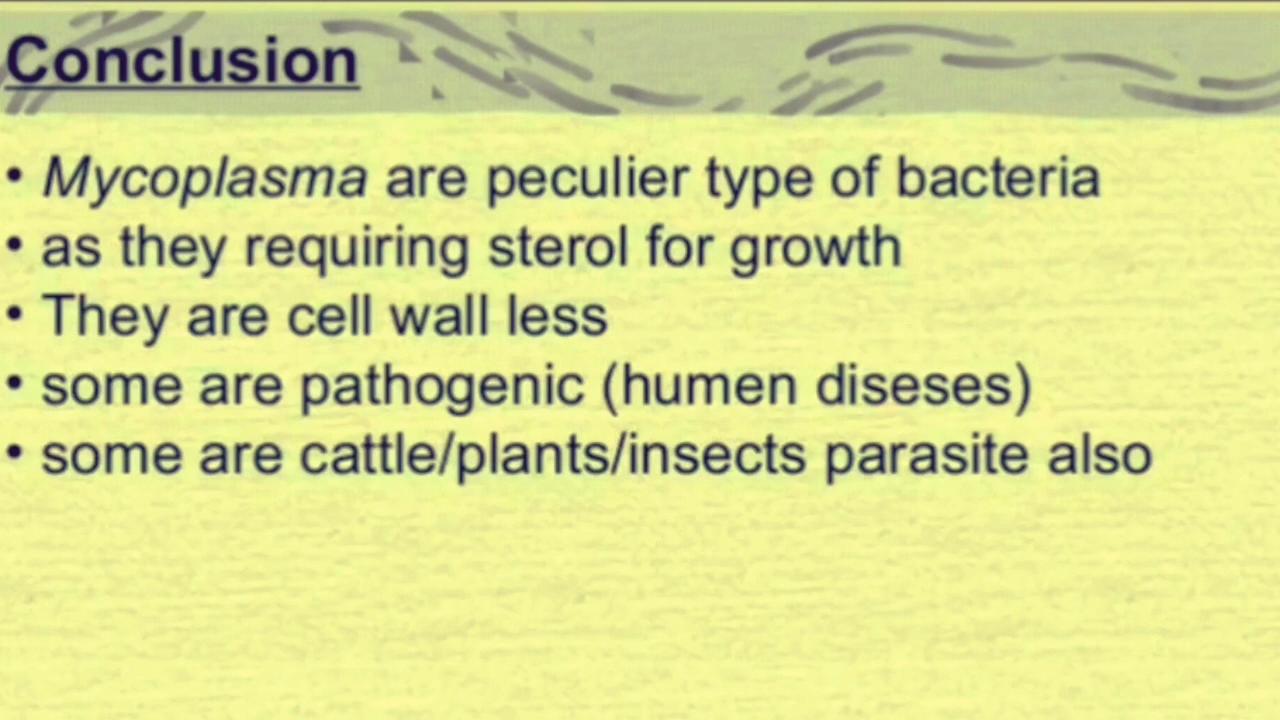 Conclusion
• Mycoplasma are peculier type of bacteria
• as they requiring sterol for growth
• They are cell wall less
• some are pathogenic (humen diseses)
• some are cattle/plants/insects parasite also